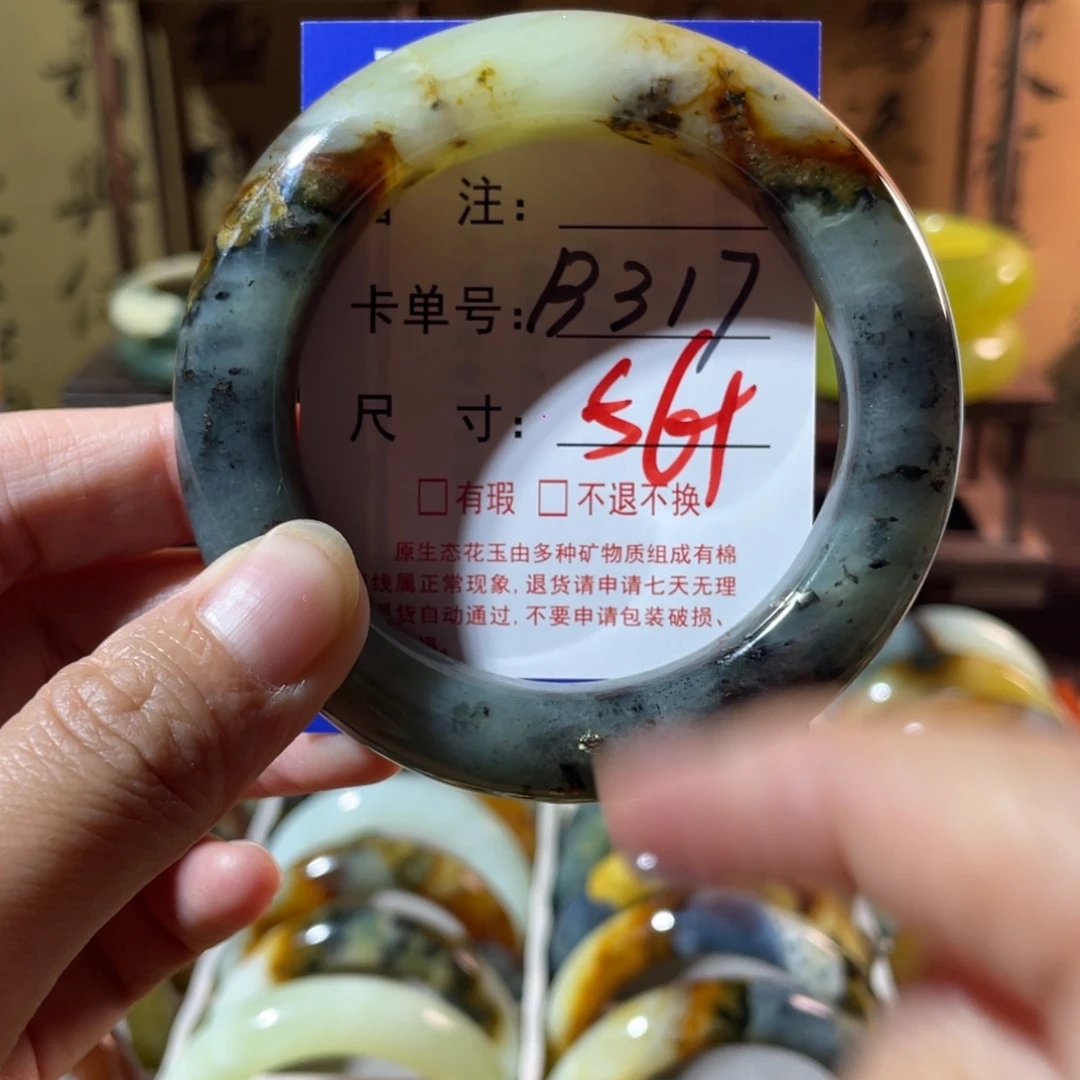 注:
卡单号:B317
尺 寸:56+
□有瑕 □不退不换
原生态花玉由多种矿物质组成有棉
线属正常现象,退货请申请七天无理
货自动通过,不要申请包装破损、